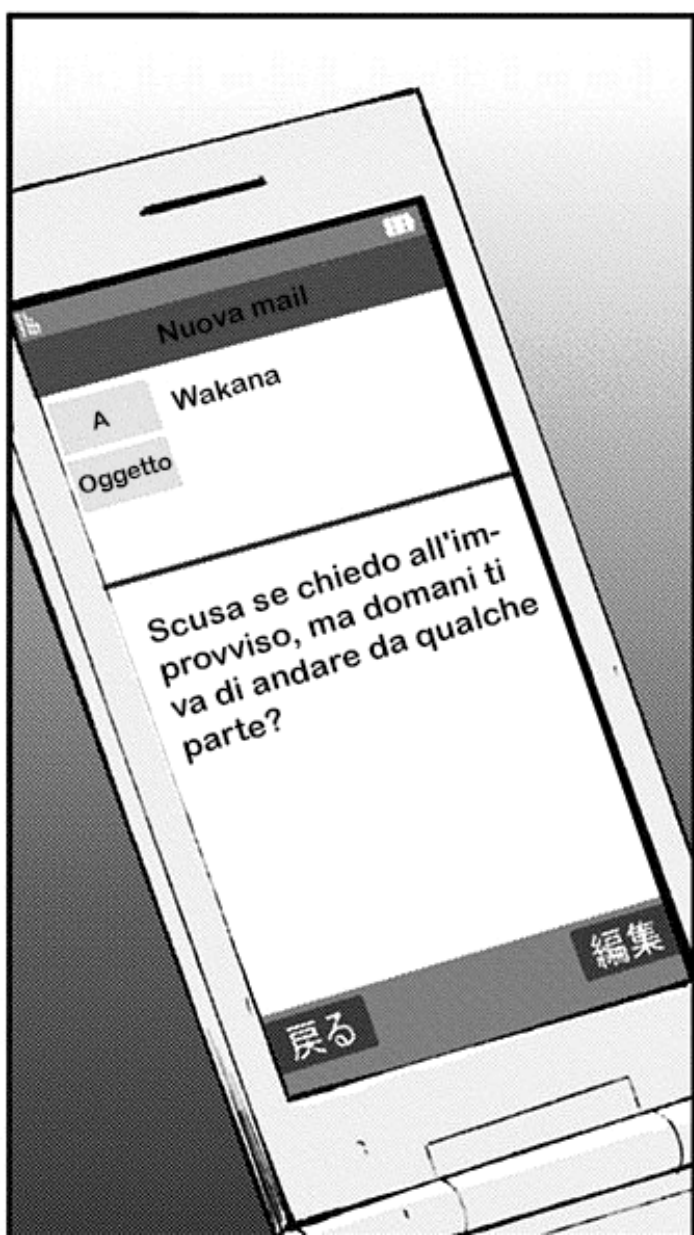 Nuova mail
A Wakana
Oggetto
Scusa se chiedo all'im-
provviso, ma domani ti
va di andare da qualche
parte?
戻る 編集